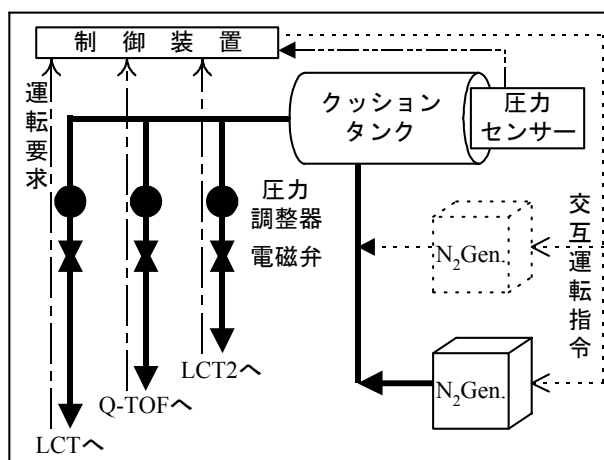 制御装置
運転要求
クッション
タンク
圧力
センサー
圧力
調整器
電磁弁
N₂Gen.
交互運転指令
N₂Gen.
LCT2へ
Q-TOFへ
LCTへ